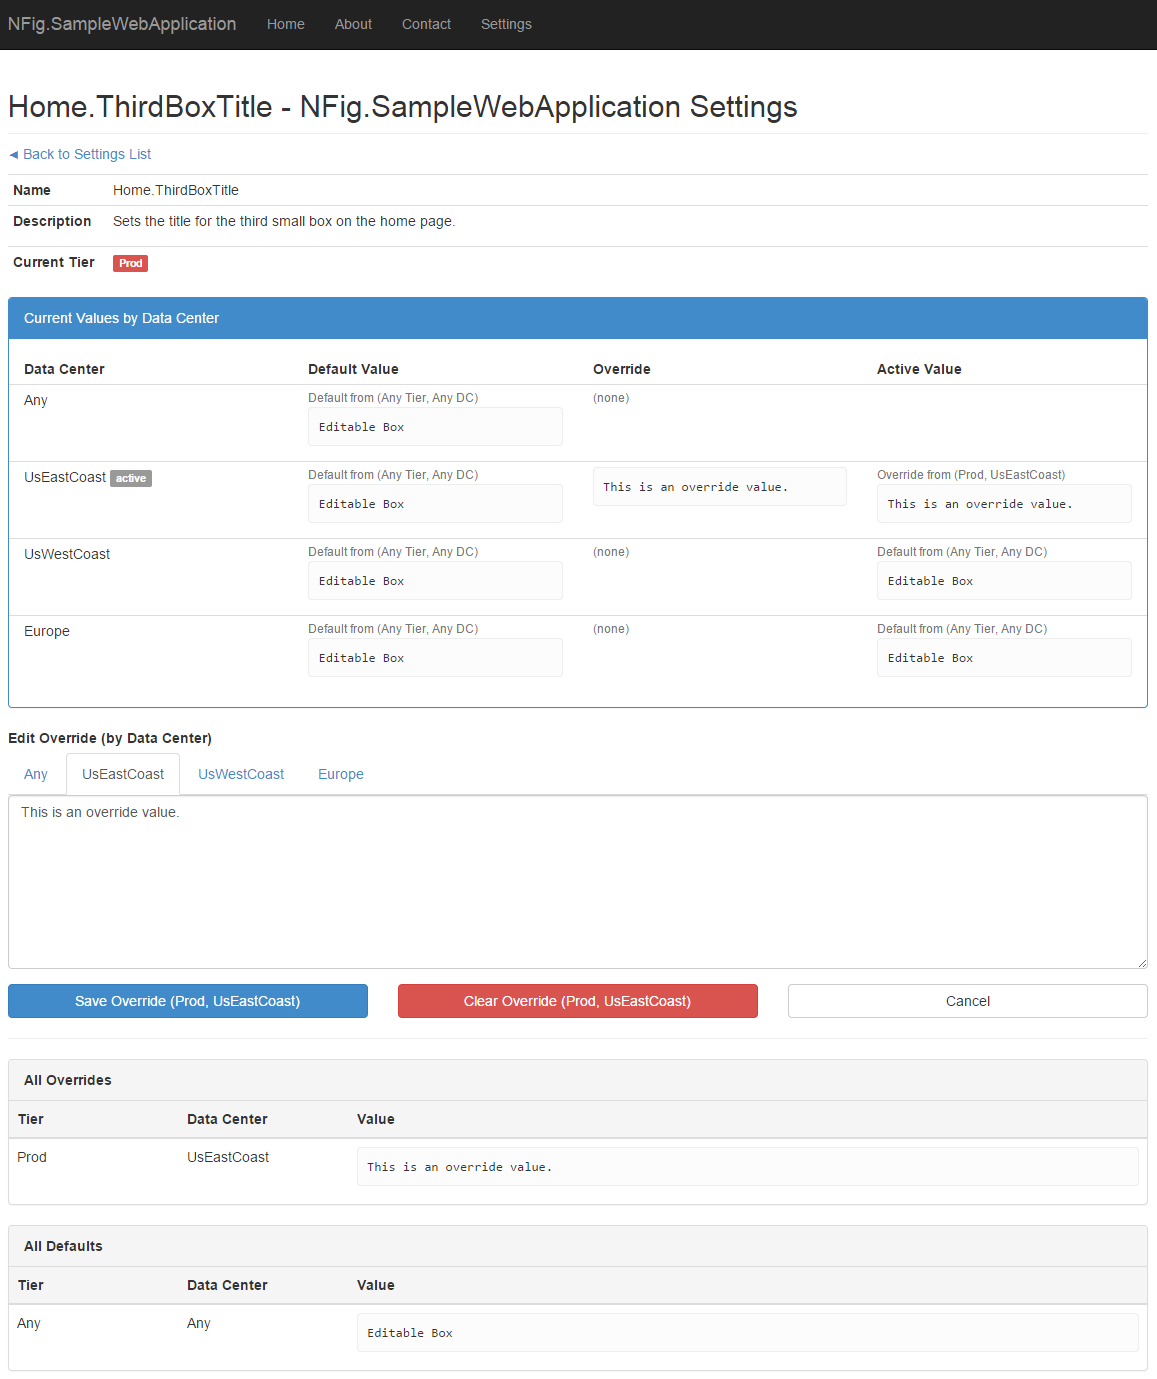 NFig.SampleWebApplication Home About Contact Settings
Home.ThirdBoxTitle - NFig.SampleWebApplication Settings
◄ Back to Settings List
Name Home.ThirdBoxTitle
Description Sets the title for the third small box on the home page.
Current Tier Prod
Current Values by Data Center
Data Center Default Value Override Active Value
Any Default from (Any Tier, Any DC) (none)
Editable Box
UsEastCoast active Default from (Any Tier, Any DC) This is an override value. Override from (Prod, UsEastCoast)
Editable Box This is an override value.
UsWestCoast Default from (Any Tier, Any DC) (none) Default from (Any Tier, Any DC)
Editable Box Editable Box
Europe Default from (Any Tier, Any DC) (none) Default from (Any Tier, Any DC)
Editable Box Editable Box
Edit Override (by Data Center)
Any UsEastCoast UsWestCoast Europe
This is an override value.
Save Override (Prod, UsEastCoast) Clear Override (Prod, UsEastCoast) Cancel
All Overrides
Tier Data Center Value
Prod UsEastCoast This is an override value.
All Defaults
Tier Data Center Value
Any Any Editable Box